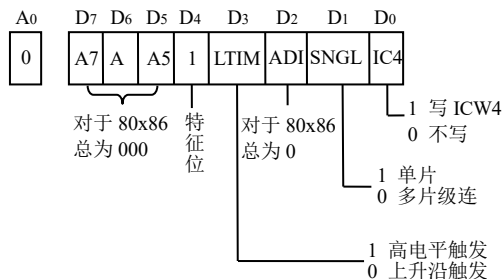 A0 D7 D6 D5 D4 D3 D2 D1 D0
0 A7 A A5 1 LTIM ADI SNGL IC4
对于 80x86
总为 000
特征位
对于 80x86
总为 0
1 写 ICW4
0 不写
1 单片
0 多片级连
1 高电平触发
0 上升沿触发